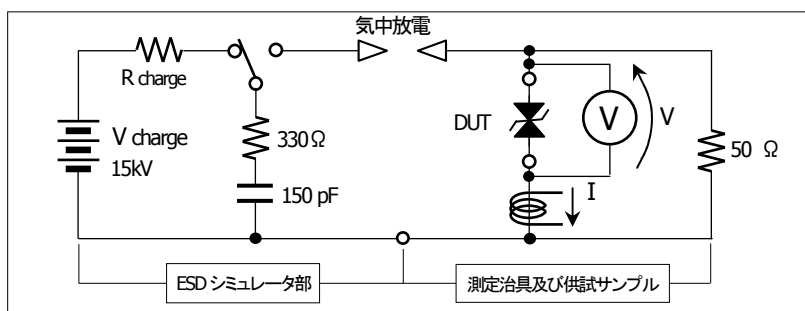 気中放電
R charge
V charge
15kV
330Ω
150 pF
DUT
V
V
I
50 Ω
ESD シミュレータ部
測定治具及び供試サンプル